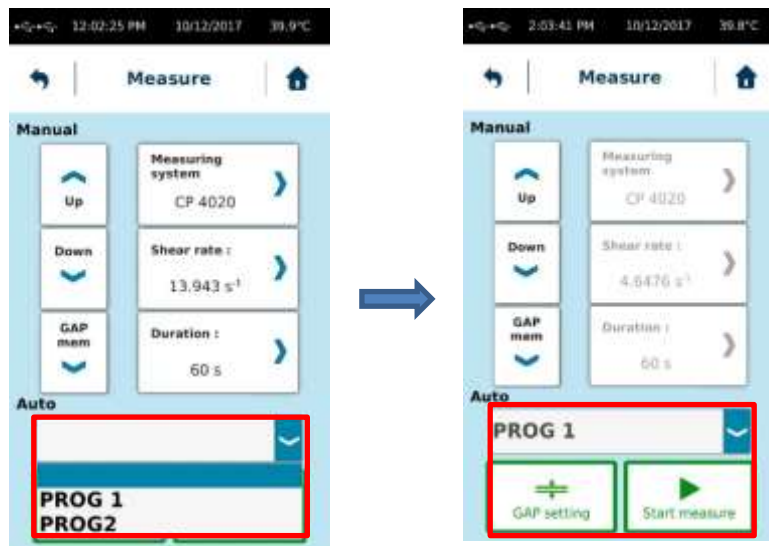 12:02:25 PM 10/12/2017 39.9°C
Measure
Manual
Up
Measuring
system
CP 4020
Down
Shear rate :
13.943 s⁻¹
GAP
mem
Duration :
60 s
Auto
PROG 1
PROG2
2:03:41 PM 10/12/2017 39.8°C
Measure
Manual
Up
Measuring
system
CP 4020
Down
Shear rate :
4.6476 s⁻¹
GAP
mem
Duration :
60 s
Auto
PROG 1
GAP setting
Start measure